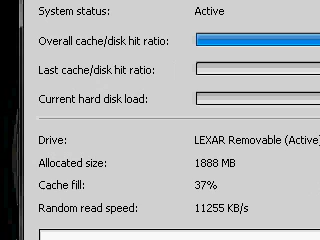 System status: Active
Overall cache/disk hit ratio:
Last cache/disk hit ratio:
Current hard disk load:
Drive: LEXAR Removable (Active)
Allocated size: 1888 MB
Cache fill: 37%
Random read speed: 11255 KB/s